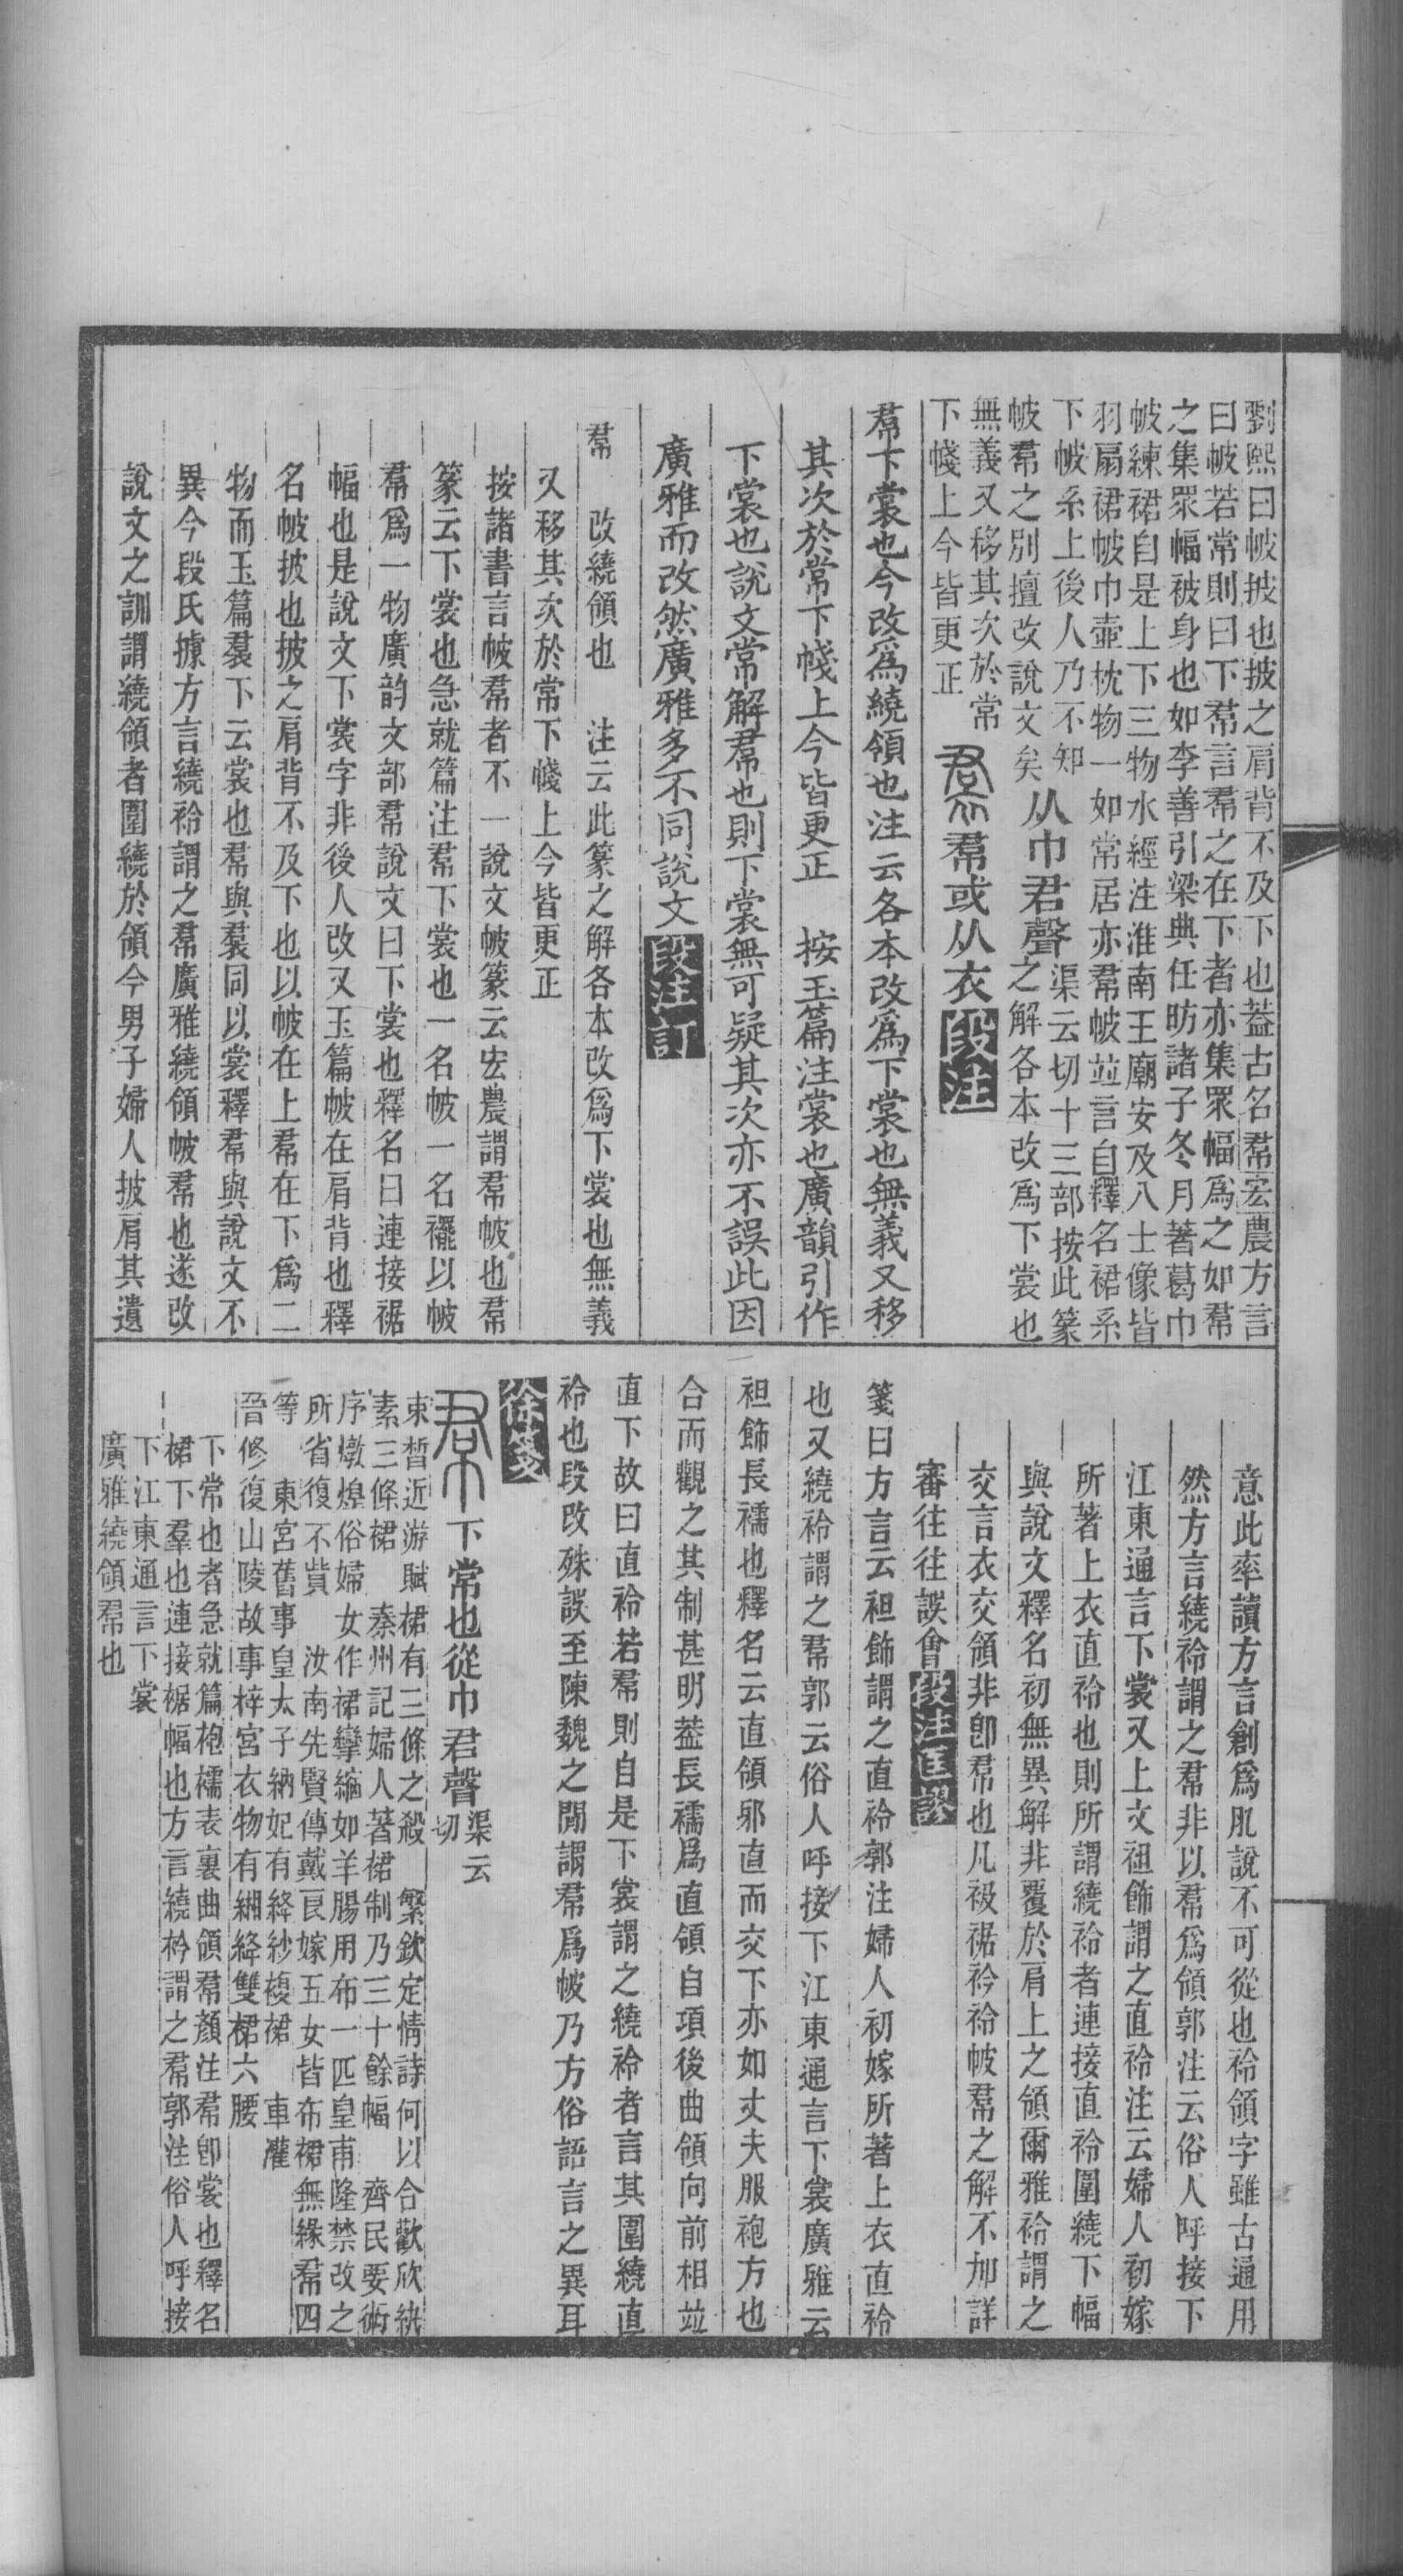 劉熙曰帔披也披之肩背不及下也葢古名帬宏農方言
曰帔若常則曰下帬言帬之在下者亦集眾幅爲之如帬
之集眾幅被身也如李善引梁典任昉諸子冬月著葛巾
帔練裙自是上下三物水經注淮南王廟安及八士像皆
羽扇裙帔巾壺枕物一如常居亦帬帔竝言自釋名裙系
下帔系上後人乃不知
帔帬之別擅改說文矣
从巾君聲
渠云切十三部按此篆
之解各本改爲下裳也
無義又移其次於常
下帴上今皆更正
帬或从衣段注
帬下裳也今改爲繞領也注云各本改爲下裳也無義又移
其次於常下帴上今皆更正 按玉篇注裳也廣韻引作
下裳也說文常解帬也則下裳無可疑其次亦不誤此因
廣雅而改然廣雅多不同說文段注訂
帬 改繞領也 注云此篆之解各本改爲下裳也無義
又移其次於常下帴上今皆更正
按諸書言帔帬者不一說文帔篆云宏農謂帬帔也帬
篆云下裳也急就篇注帬下裳也一名帔一名襬以帔
帬爲一物廣韵文部帬說文曰下裳也釋名曰連接裾
幅也是說文下裳字非後人改又玉篇帔在肩背也釋
名帔披也披之肩背不及下也以帔在上帬在下爲二
物而玉篇裠下云裳也帬與裠同以裳釋帬與說文不
異今段氏據方言繞衿謂之帬廣雅繞領帔帬也遂改
說文之訓謂繞領者圍繞於領今男子婦人披肩其遺
意此率讀方言創爲肊說不可從也衿領字雖古通用
然方言繞衿謂之帬非以帬爲領郭注云俗人呼接下
江東通言下裳又上文袒飾謂之直衿注云婦人初嫁
所著上衣直衿也則所謂繞袊者連接直衿圍繞下幅
與說文釋名初無異解非覆於肩上之領爾雅袊謂之
交言衣交領非卽帬也凡衱裾衿袊帔帬之解不加詳
審往往誤會段注匡謬
箋曰方言云袒飾謂之直衿郭注婦人初嫁所著上衣直衿
也又繞衿謂之帬郭云俗人呼接下江東通言下裳廣雅云
袒飾長襦也釋名云直領邪直而交下亦如丈夫服袍方也
合而觀之其制甚明葢長襦爲直領自項後曲領向前相竝
直下故曰直衿若帬則自是下裳謂之繞衿者言其圍繞直
衿也段改殊誤至陳魏之閒謂帬爲帔乃方俗語言之異耳
徐箋
下常也從巾君聲渠云切
束晳近游賦裙有三條之殺 繁欽定情詩何以合歡欣紈
素三條裙 秦州記婦人著裙制乃三十餘幅 齊民要術
序燉煌俗婦女作裙攣縮如羊腸用布一匹皇甫隆禁改之
所省復不貲 汝南先賢傳戴良嫁五女皆布裙無緣帬四
等 東宮舊事皇太子納妃有絳紗複裙 車灌
晉修復山陵故事梓宮衣物有緗絳雙裙六腰
下常也者急就篇袍襦表裏曲領帬顏注帬卽裳也釋名
裙下羣也連接裾幅也方言繞衿謂之帬郭注俗人呼接
下江東通言下裳
廣雅繞領帬也